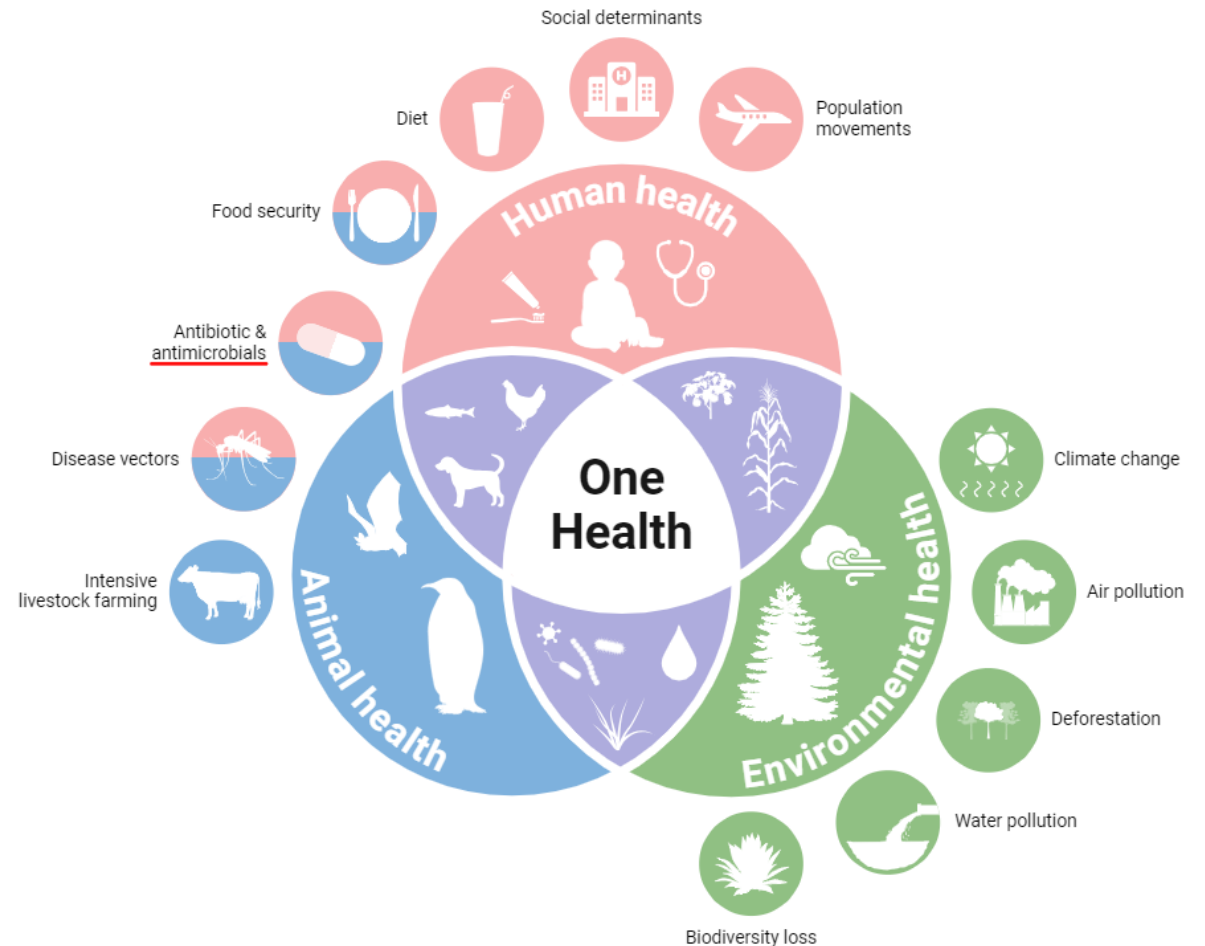 Social determinants
Diet
Population
movements
Food security
Human health
Antibiotic &
antimicrobials
Disease vectors
One
Health
Climate change
Intensive
livestock farming
Animal health
Environmental health
Air pollution
Deforestation
Water pollution
Biodiversity loss
H